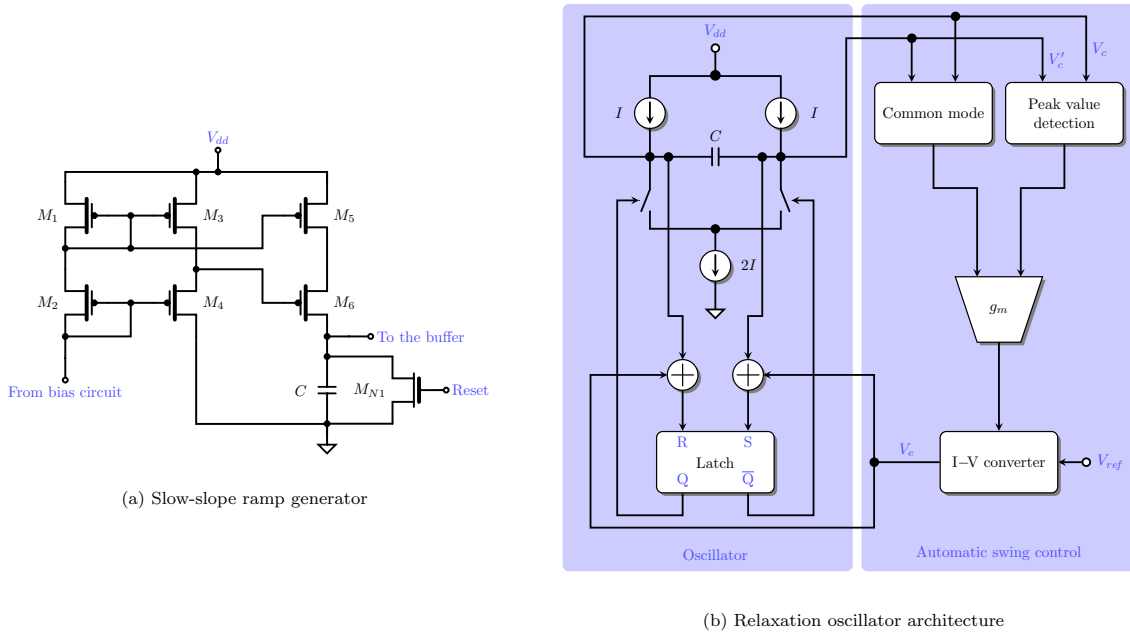 V_dd
M_1
M_3
M_5
M_2
M_4
M_6
To the buffer
From bias circuit
C
M_N1
Reset
(a) Slow-slope ramp generator
V_dd
I
I
C
2I
V_c'
V_c
Common mode
Peak value
detection
g_m
R
S
Latch
Q
Q̅
V_e
I–V converter
V_ref
Oscillator
Automatic swing control
(b) Relaxation oscillator architecture